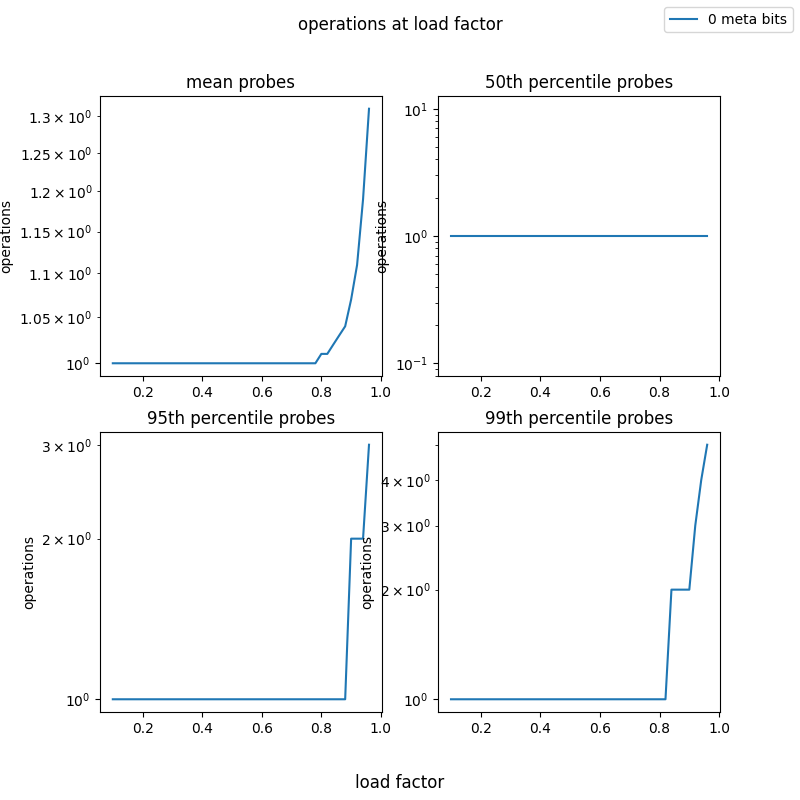 operations at load factor
0 meta bits
mean probes
1.3 × 10⁰
1.25 × 10⁰
1.2 × 10⁰
1.15 × 10⁰
1.1 × 10⁰
1.05 × 10⁰
10⁰
operations
0.2 0.4 0.6 0.8 1.0
50th percentile probes
10¹
10⁰
10⁻¹
operations
0.2 0.4 0.6 0.8 1.0
95th percentile probes
3 × 10⁰
2 × 10⁰
10⁰
operations
0.2 0.4 0.6 0.8 1.0
99th percentile probes
4 × 10⁰
3 × 10⁰
2 × 10⁰
10⁰
operations
0.2 0.4 0.6 0.8 1.0
load factor